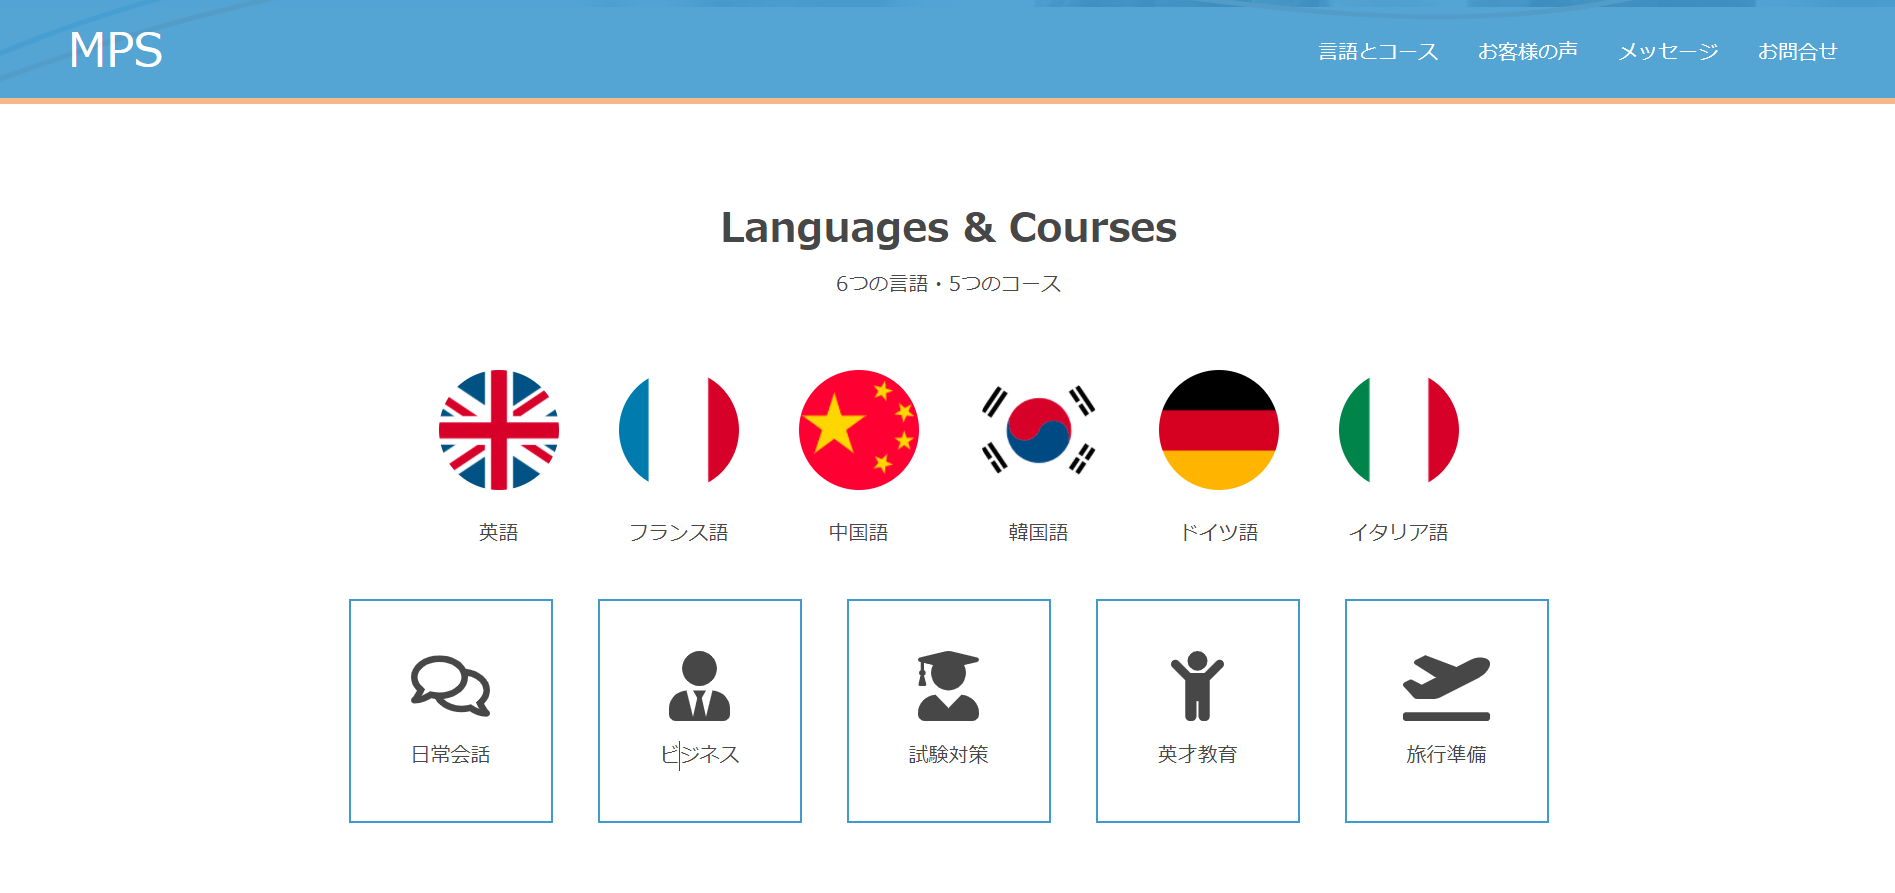 MPS
言語とコース
お客様の声
メッセージ
お問合せ
Languages & Courses
6つの言語・5つのコース
英語
フランス語
中国語
韓国語
ドイツ語
イタリア語
日常会話
ビジネス
試験対策
英才教育
旅行準備